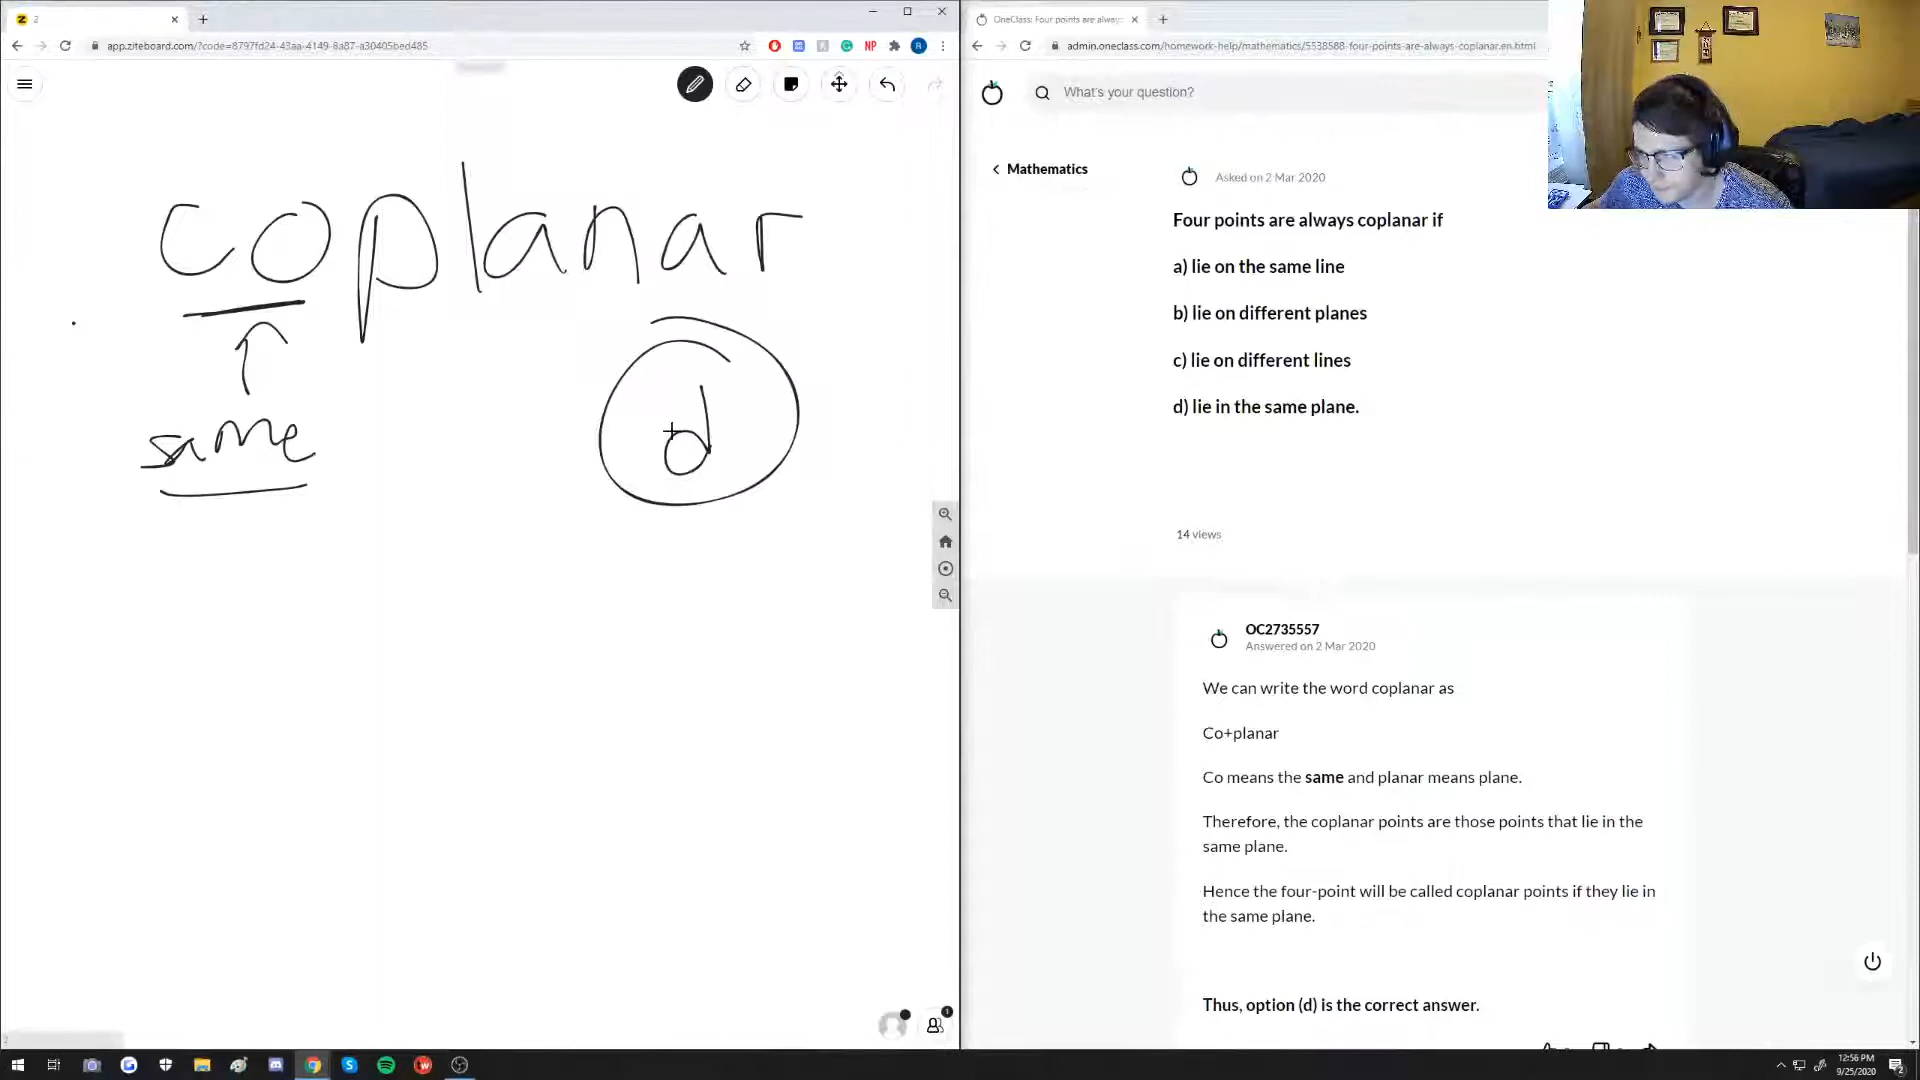 2
app.ziteboard.com/?code=8797fd24-43aa-4149-8a87-a30405bed485
NP
R
coplanar
same
d
2
1
OneClass: Four points are alway
admin.oneclass.com/homework-help/mathematics/5538588-four-points-are-always-coplanar.en.html
What's your question?
Mathematics
Asked on 2 Mar 2020
Four points are always coplanar if
a) lie on the same line
b) lie on different planes
c) lie on different lines
d) lie in the same plane.
14 views
OC2735557
Answered on 2 Mar 2020
We can write the word coplanar as
Co+planar
Co means the same and planar means plane.
Therefore, the coplanar points are those points that lie in the
same plane.
Hence the four-point will be called coplanar points if they lie in
the same plane.
Thus, option (d) is the correct answer.
12:56 PM
9/25/2020
2